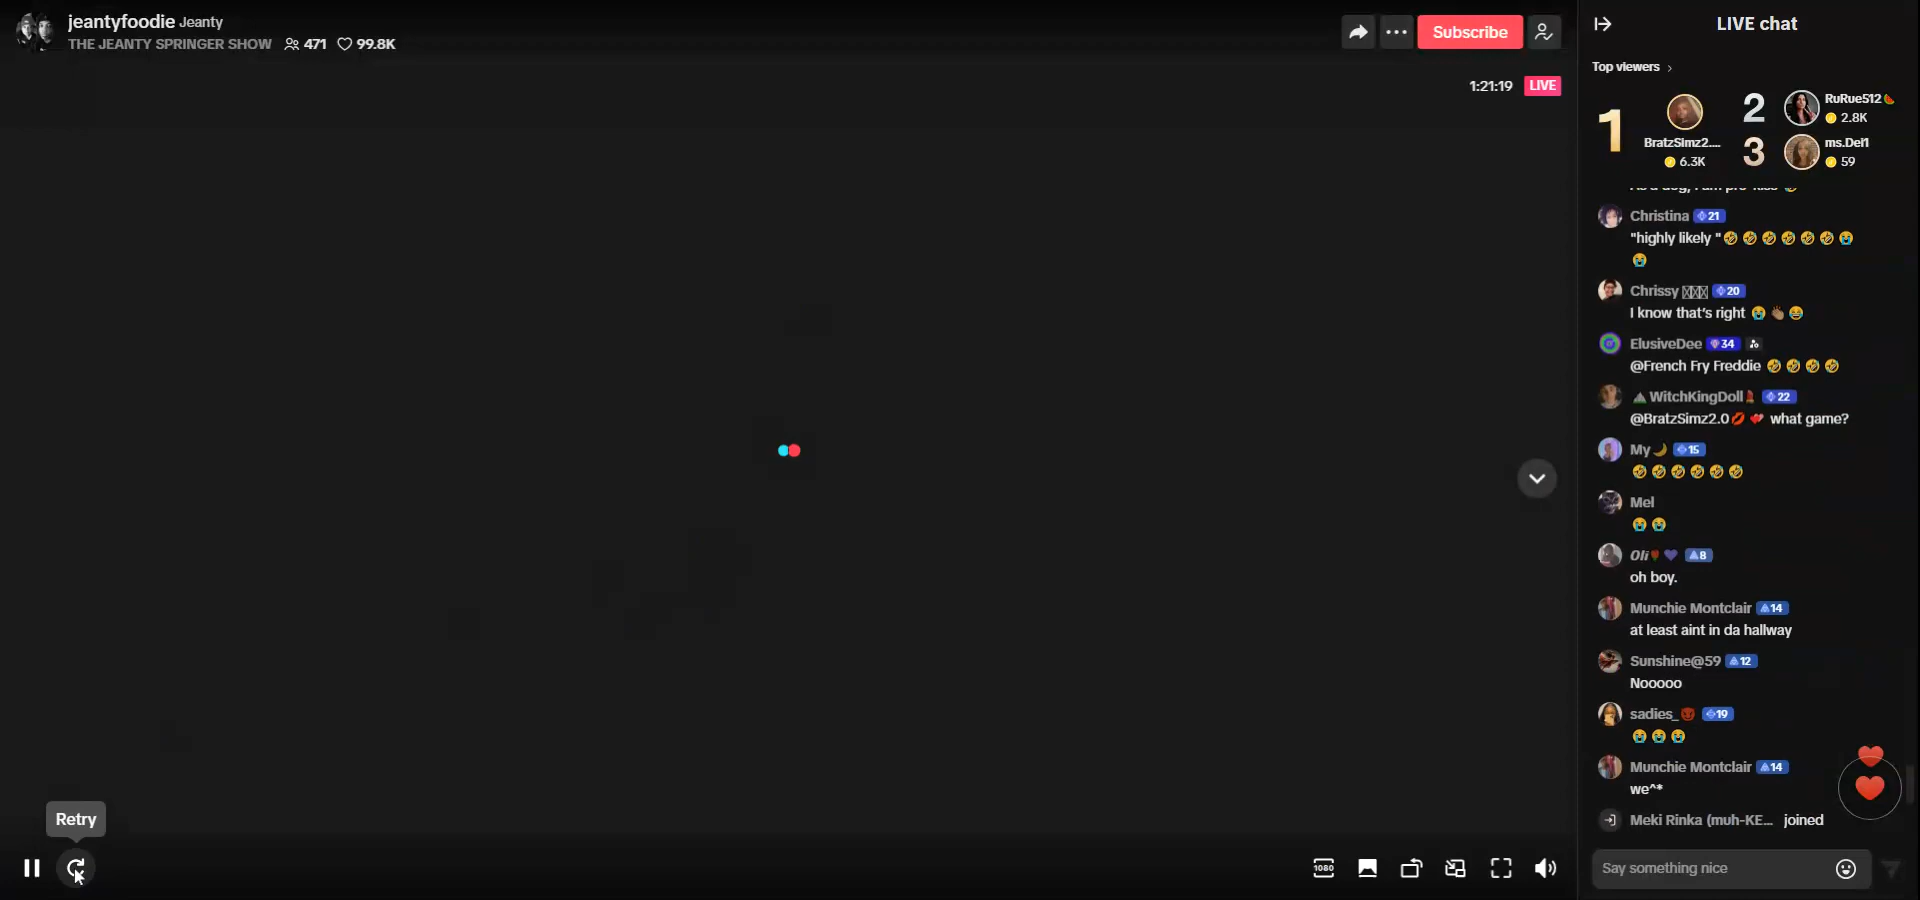 jeantyfoodie Jeanty
THE JEANTY SPRINGER SHOW 471 99.8K
Subscribe
1:21:19 LIVE
LIVE chat
Top viewers
1
BratzSimz2....
6.3K
2
RuRue512🍉
2.8K
3
ms.Dei1
59
Christina 21
"highly likely "🤣🤣🤣🤣🤣🤣😭
😭
Chrissy 20
I know that's right 😭👏🏾😂
ElusiveDee 34
@French Fry Freddie 🤣🤣🤣🤣
WitchKingDoll 22
@BratzSimz2.0💋💔 what game?
My🌙 15
🤣🤣🤣🤣🤣🤣
Mel
😭😭
Oli🌹💜 8
oh boy.
Munchie Montclair 14
at least aint in da hallway
Sunshine@59 12
Nooooo
sadies_😈 19
😭😭😭
Munchie Montclair 14
we^*
Meki Rinka (muh-KE... joined
Say something nice
Retry
1080